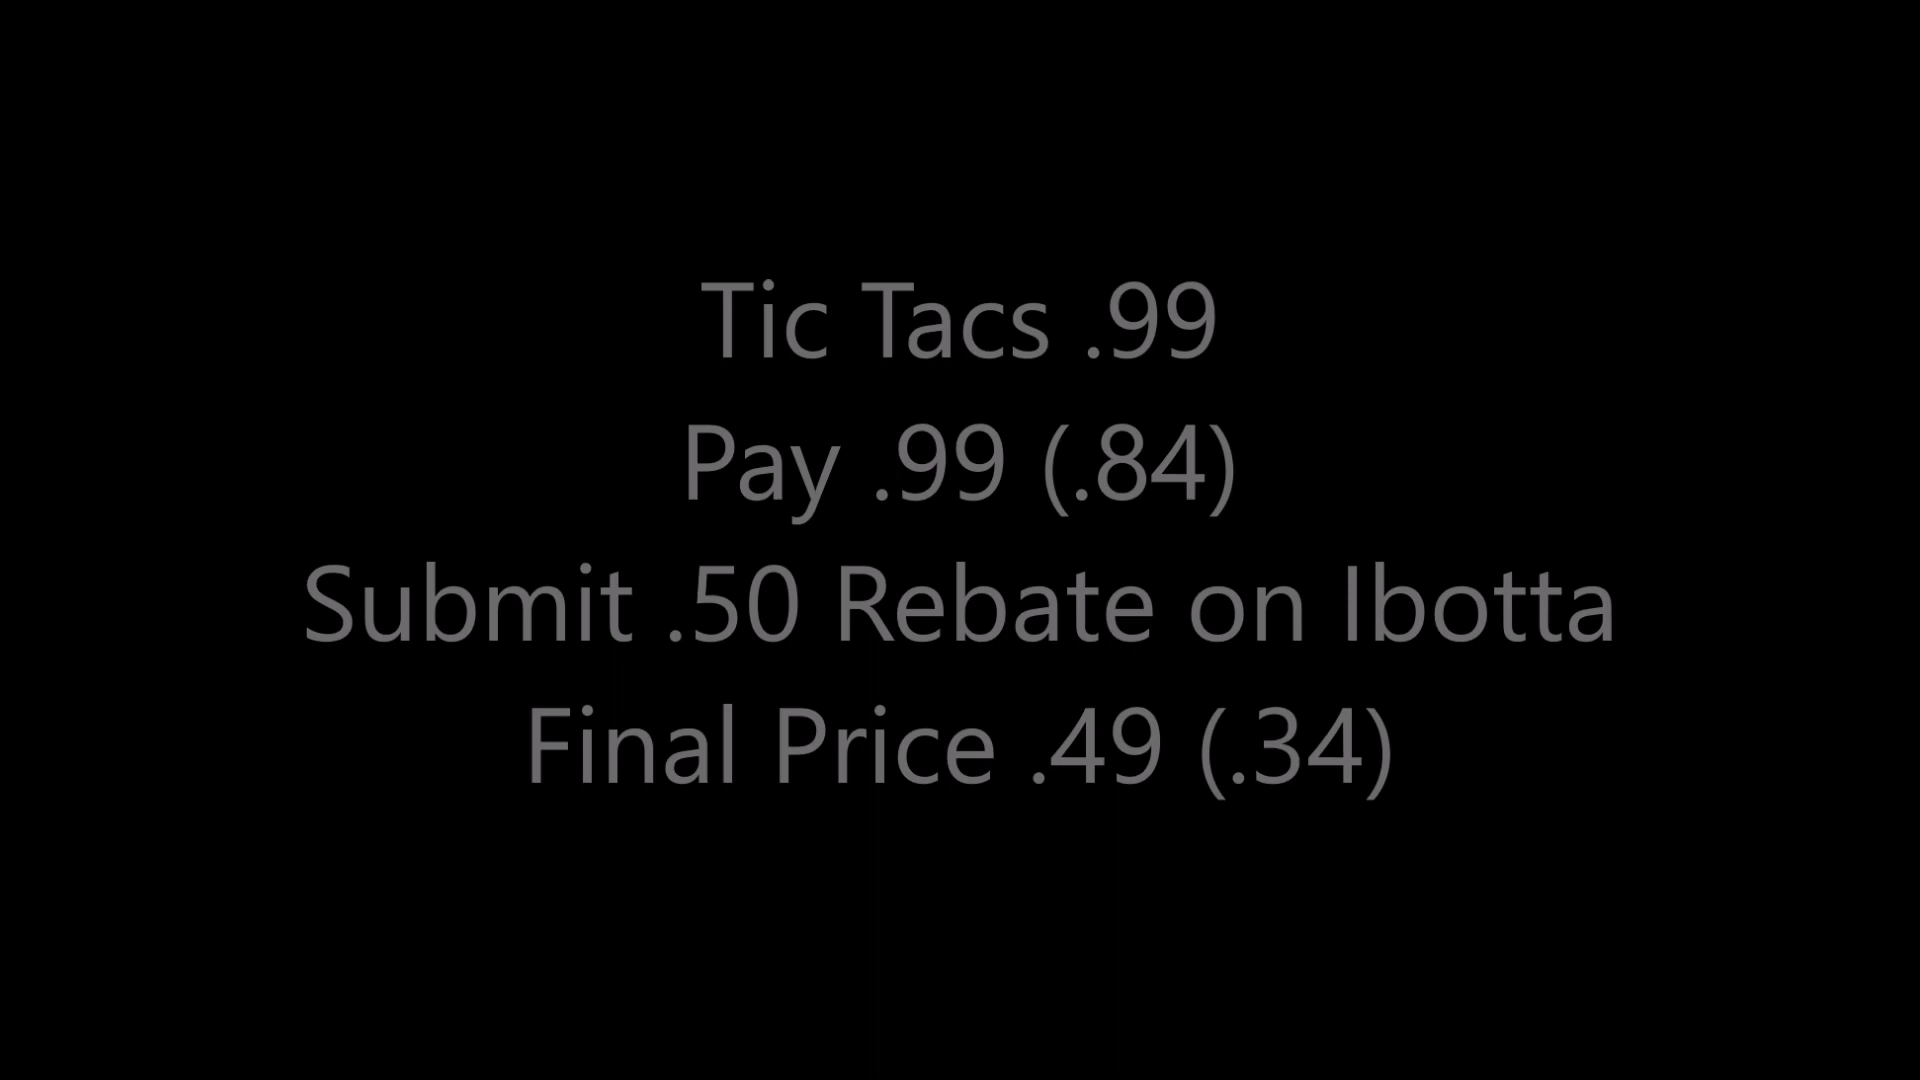 Tic Tacs .99
Pay .99 (.84)
Submit .50 Rebate on Ibotta
Final Price .49 (.34)